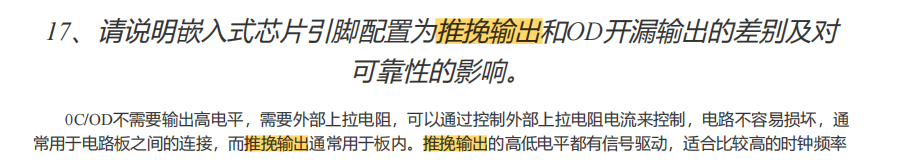 17、请说明嵌入式芯片引脚配置为推挽输出和OD开漏输出的差别及对
可靠性的影响。
0C/OD不需要输出高电平，需要外部上拉电阻，可以通过控制外部上拉电阻电流来控制，电路不容易损坏，通
常用于电路板之间的连接，而推挽输出通常用于板内。推挽输出的高低电平都有信号驱动，适合比较高的时钟频率